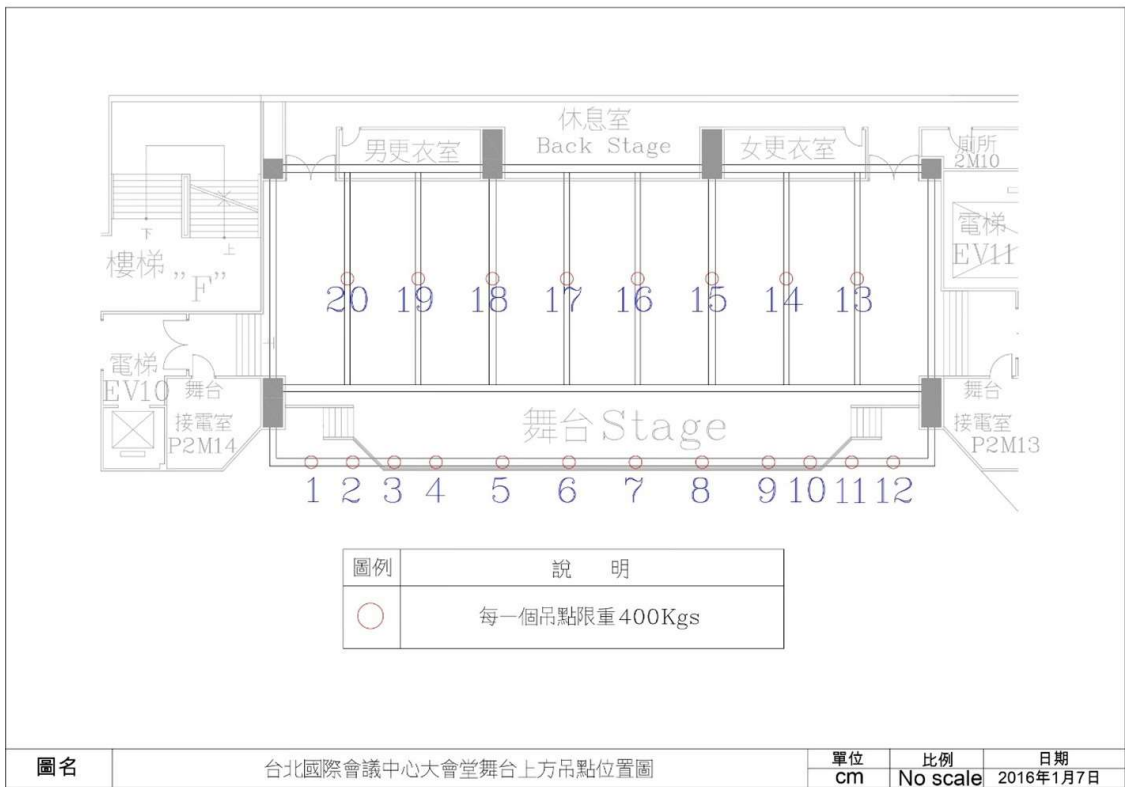 休息室
Back Stage
男更衣室
女更衣室
廁所
2M10
下
上
樓梯
"F"
電梯
EV11
20 19 18 17 16 15 14 13
上
電梯
EV10
舞台
接電室
P2M14
舞台Stage
舞台
接電室
P2M13
1 2 3 4 5 6 7 8 9 10 11 12
圖例 說 明
每一個吊點限重400Kgs
圖名 台北國際會議中心大會堂舞台上方吊點位置圖
單位 比例 日期
cm No scale 2016年1月7日